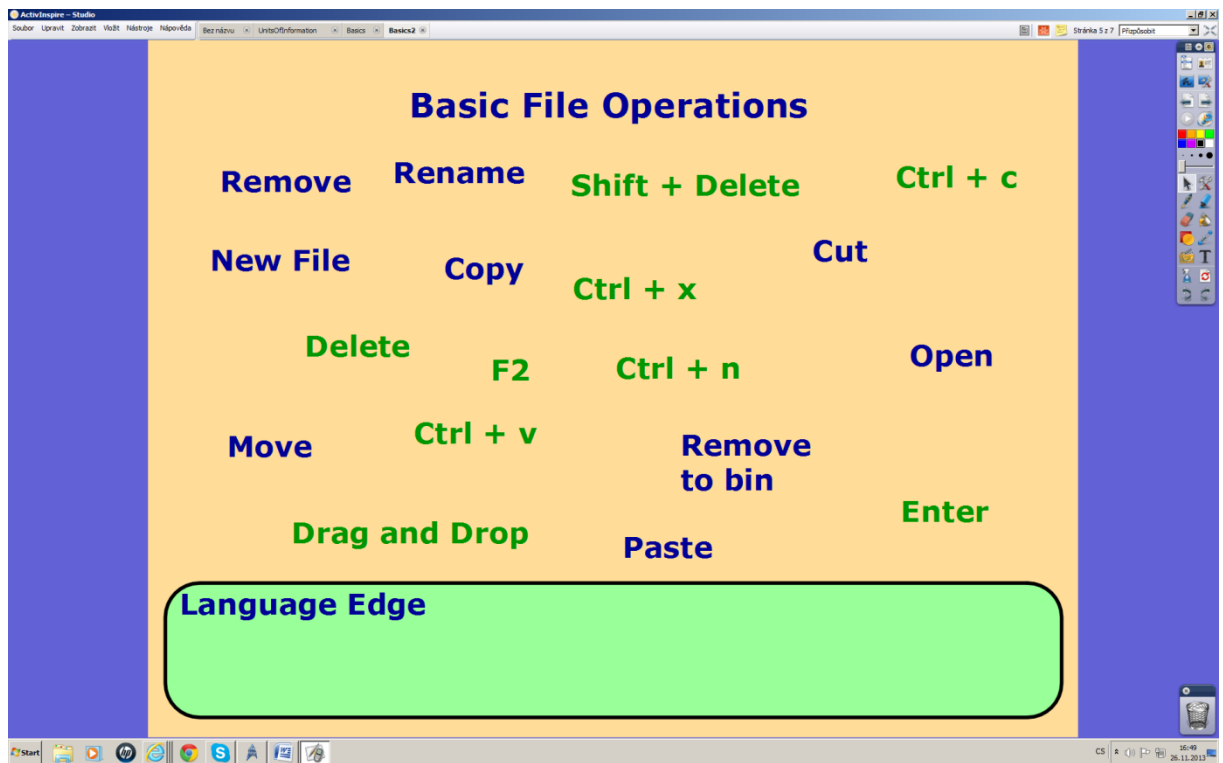 ActivInspire – Studio
Soubor Upravit Zobrazit Vložit Nástroje Nápověda
Bez názvu UnitsOfInformation Basics Basics2
Stránka 5 z 7 Přizpůsobit
Basic File Operations
Remove Rename Shift + Delete Ctrl + c
New File Copy Ctrl + x Cut
Delete F2 Ctrl + n Open
Move Ctrl + v Remove
to bin
Drag and Drop Paste Enter
Language Edge
Start
CS 16:49
26.11.2013